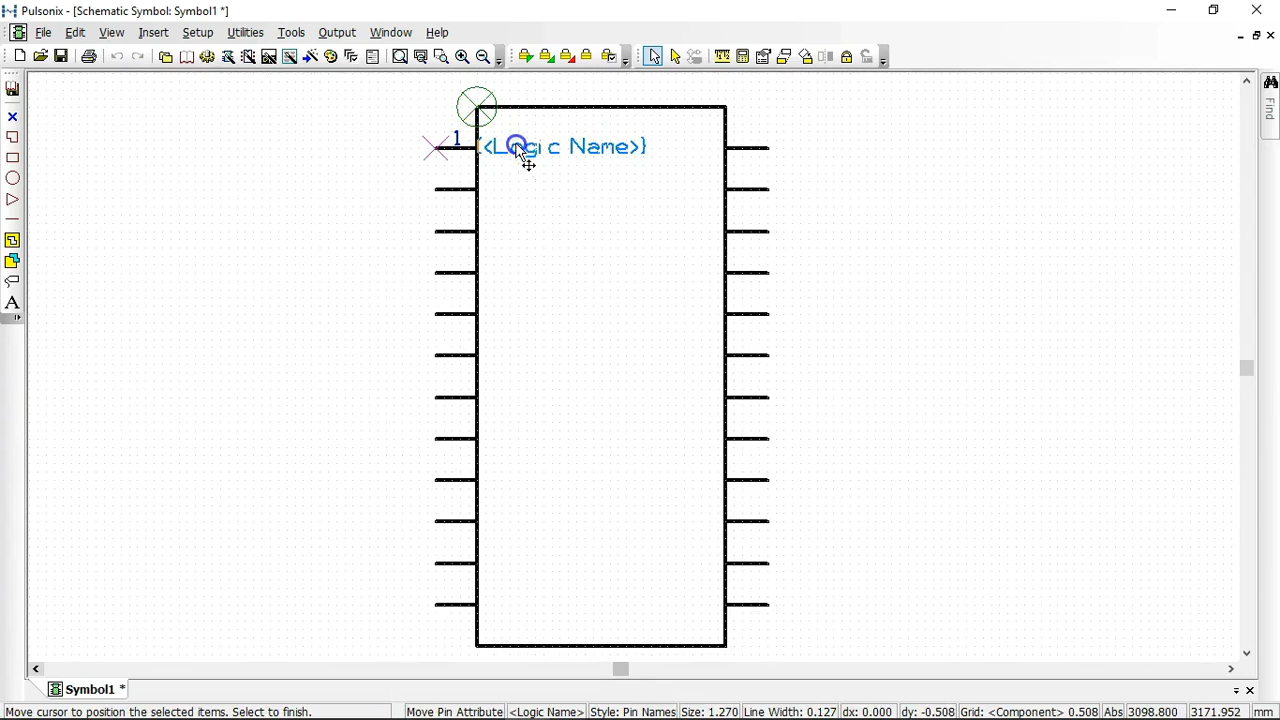 Pulsonix - [Schematic Symbol: Symbol1 *]
File Edit View Insert Setup Utilities Tools Output Window Help
Find
A
1
{<Logic Name>}
Symbol1 *
Move cursor to position the selected items. Select to finish. Move Pin Attribute <Logic Name> Style: Pin Names Size: 1.270 Line Width: 0.127 dx: 0.000 dy: -0.508 Grid: <Component> 0.508 Abs 3098.800 3171.952 mm